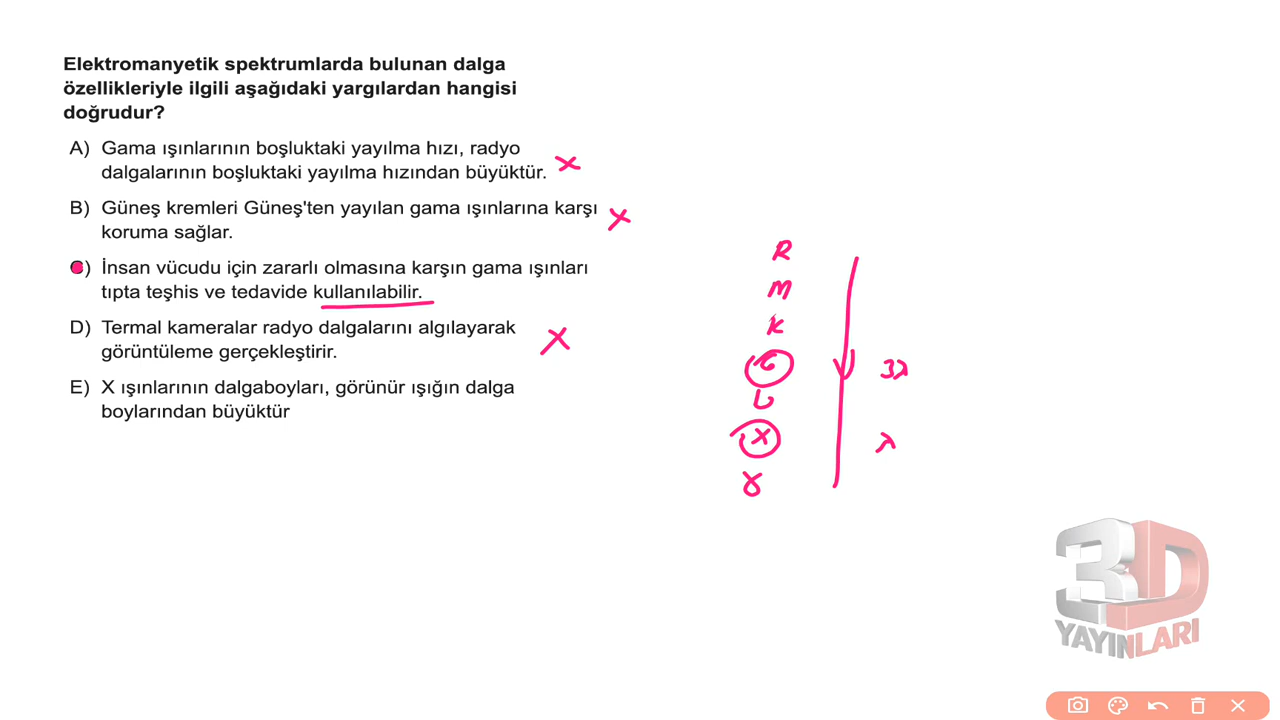 Elektromanyetik spektrumlarda bulunan dalga
özellikleriyle ilgili aşağıdaki yargılardan hangisi
doğrudur?
A) Gama ışınlarının boşluktaki yayılma hızı, radyo
dalgalarının boşluktaki yayılma hızından büyüktür.
B) Güneş kremleri Güneş'ten yayılan gama ışınlarına karşı
koruma sağlar.
C) İnsan vücudu için zararlı olmasına karşın gama ışınları
tıpta teşhis ve tedavide kullanılabilir.
D) Termal kameralar radyo dalgalarını algılayarak
görüntüleme gerçekleştirir.
E) X ışınlarının dalgaboyları, görünür ışığın dalga
boylarından büyüktür
R
M
K
G
3λ
X
λ
γ
3D
YAYINLARI